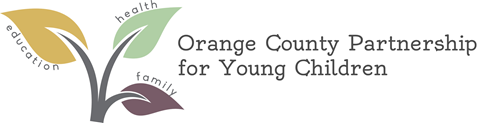 education
health
family
Orange County Partnership
for Young Children